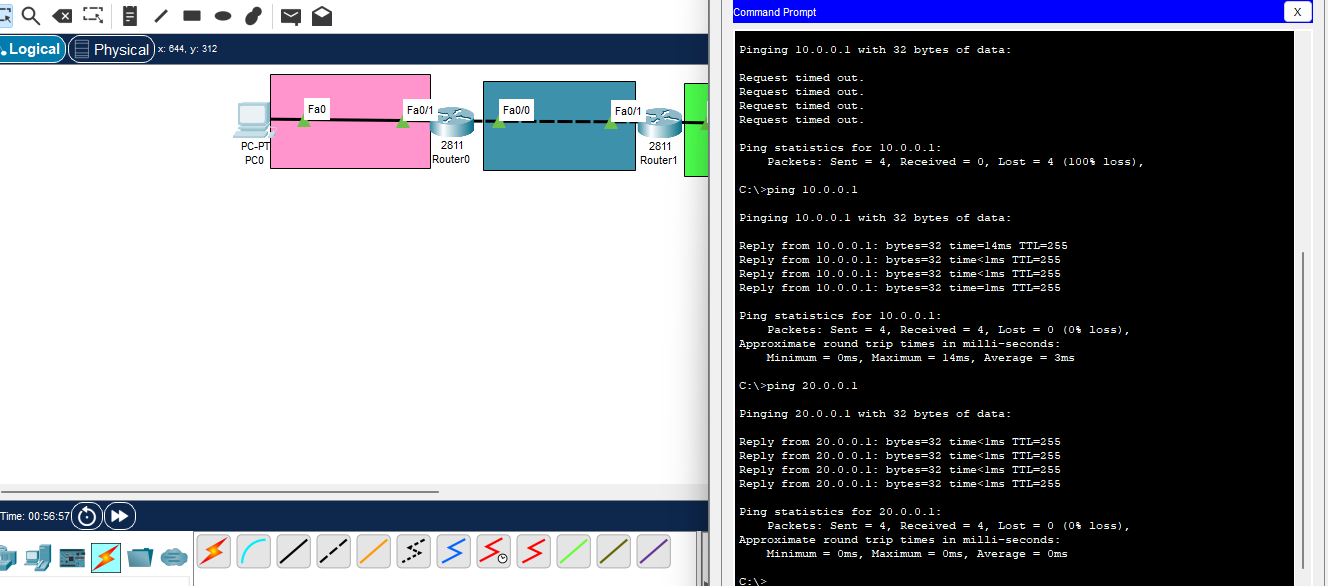 Logical
Physical
x: 644, y: 312
Fa0
Fa0/1
Fa0/0
Fa0/1
PC-PT
PC0
2811
Router0
2811
Router1
Time: 00:56:57
Command Prompt
X
Pinging 10.0.0.1 with 32 bytes of data:
Request timed out.
Request timed out.
Request timed out.
Request timed out.
Ping statistics for 10.0.0.1:
Packets: Sent = 4, Received = 0, Lost = 4 (100% loss),
C:\>ping 10.0.0.1
Pinging 10.0.0.1 with 32 bytes of data:
Reply from 10.0.0.1: bytes=32 time=14ms TTL=255
Reply from 10.0.0.1: bytes=32 time<1ms TTL=255
Reply from 10.0.0.1: bytes=32 time<1ms TTL=255
Reply from 10.0.0.1: bytes=32 time=1ms TTL=255
Ping statistics for 10.0.0.1:
Packets: Sent = 4, Received = 4, Lost = 0 (0% loss),
Approximate round trip times in milli-seconds:
Minimum = 0ms, Maximum = 14ms, Average = 3ms
C:\>ping 20.0.0.1
Pinging 20.0.0.1 with 32 bytes of data:
Reply from 20.0.0.1: bytes=32 time<1ms TTL=255
Reply from 20.0.0.1: bytes=32 time<1ms TTL=255
Reply from 20.0.0.1: bytes=32 time<1ms TTL=255
Reply from 20.0.0.1: bytes=32 time<1ms TTL=255
Ping statistics for 20.0.0.1:
Packets: Sent = 4, Received = 4, Lost = 0 (0% loss),
Approximate round trip times in milli-seconds:
Minimum = 0ms, Maximum = 0ms, Average = 0ms
C:\>